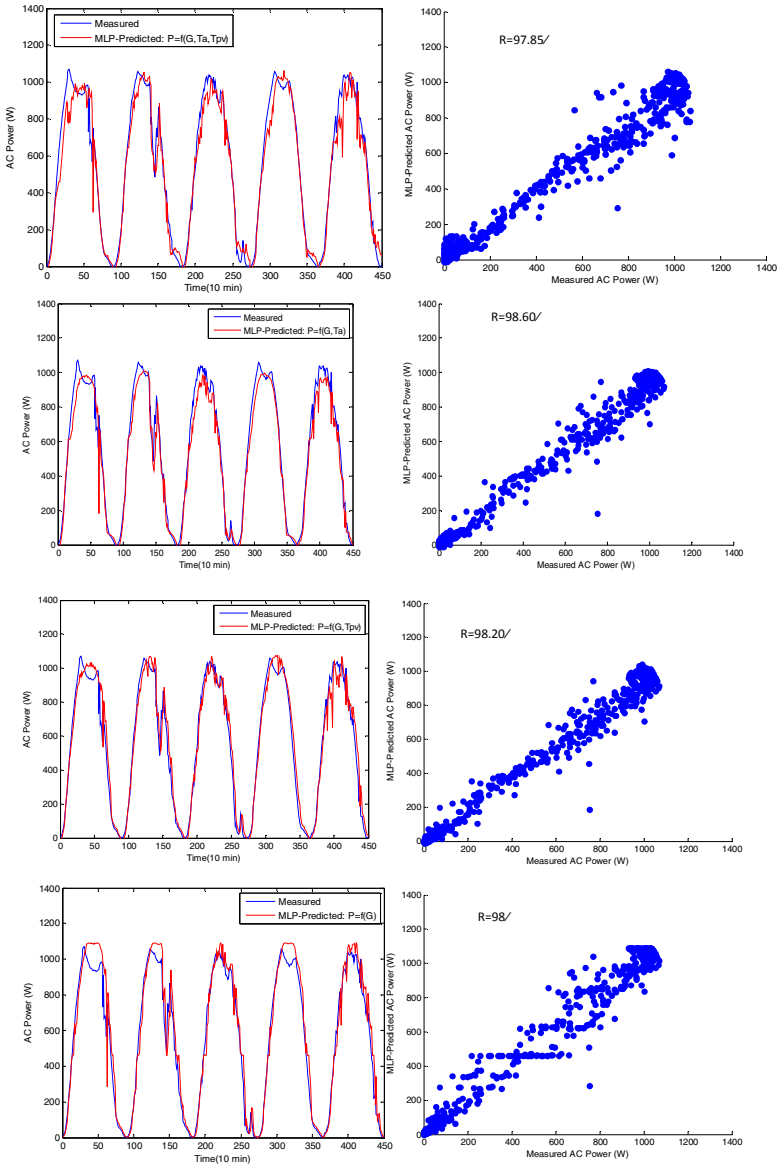 Measured
MLP-Predicted: P=f(G,Ta,Tpv)
AC Power (W)
1400
1200
1000
800
600
400
200
0
0 50 100 150 200 250 300 350 400 450
Time(10 min)
R=97.85/
MLP-Predicted AC Power (W)
1400
1200
1000
800
600
400
200
0
0 200 400 600 800 1000 1200 1400
Measured AC Power (W)
Measured
MLP-Predicted: P=f(G,Ta)
AC Power (W)
1400
1200
1000
800
600
400
200
0
0 50 100 150 200 250 300 350 400 450
Time(10 min)
R=98.60/
MLP-Predicted AC Power (W)
1400
1200
1000
800
600
400
200
0
0 200 400 600 800 1000 1200 1400
Measured AC Power (W)
Measured
MLP-Predicted: P=f(G,Tpv)
AC Power (W)
1400
1200
1000
800
600
400
200
0
0 50 100 150 200 250 300 350 400 450
Time(10 min)
R=98.20/
MLP-Predicted AC Power (W)
1400
1200
1000
800
600
400
200
0
0 200 400 600 800 1000 1200 1400
Measured AC Power (W)
Measured
MLP-Predicted: P=f(G)
AC Power (W)
1400
1200
1000
800
600
400
200
0
0 50 100 150 200 250 300 350 400 450
Time(10 min)
R=98/
MLP-Predicted AC Power (W)
1400
1200
1000
800
600
400
200
0
0 200 400 600 800 1000 1200 1400
Measured AC Power (W)